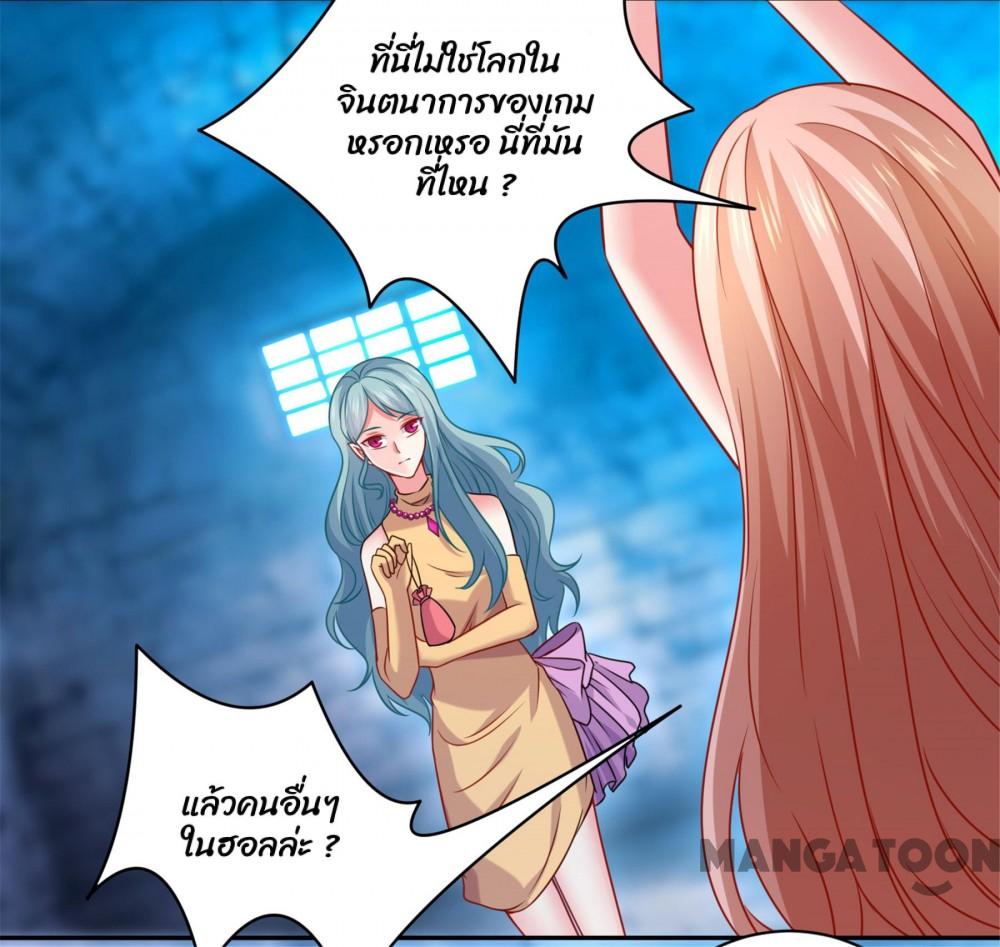 ที่นี่ไม่ใช่โลกใน
จินตนาการของเกม
หรอกเหรอ นี่ที่มัน
ที่ไหน ?
แล้วคนอื่นๆ
ในฮอลล่ะ ?
MANGATOON